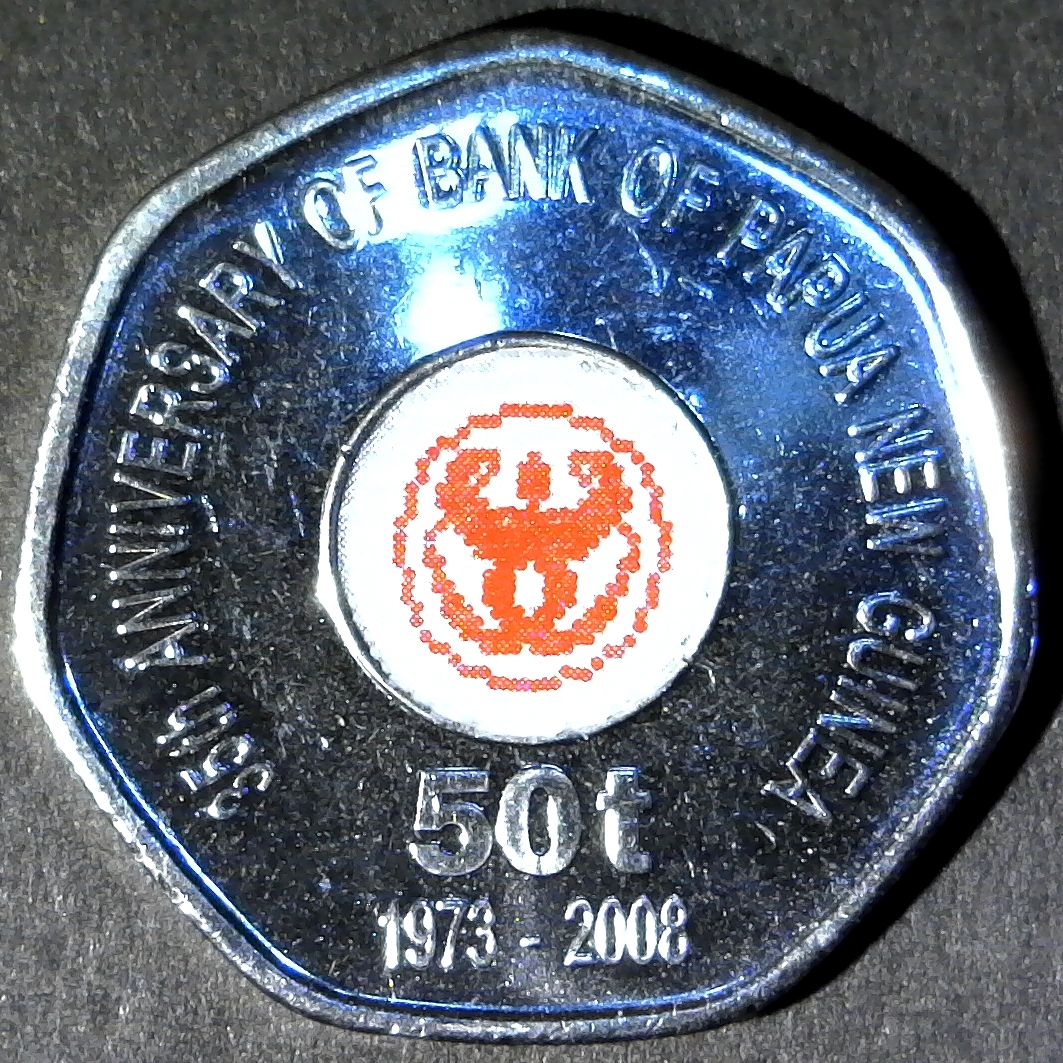 35th ANNIVERSARY OF BANK OF PAPUA NEW GUINEA
50t
1973 - 2008